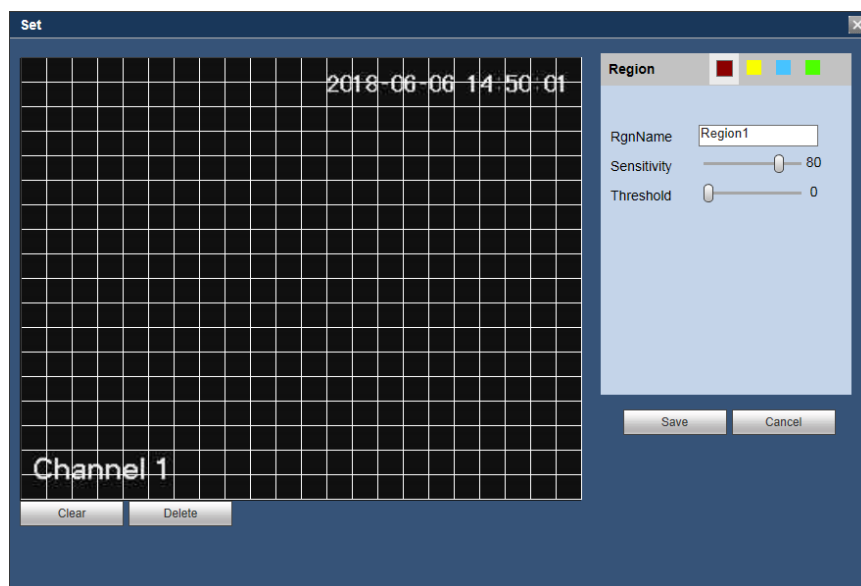 Set
2018-06-06 14:50:01
Region
RgnName Region1
Sensitivity 80
Threshold 0
Save Cancel
Channel 1
Clear Delete